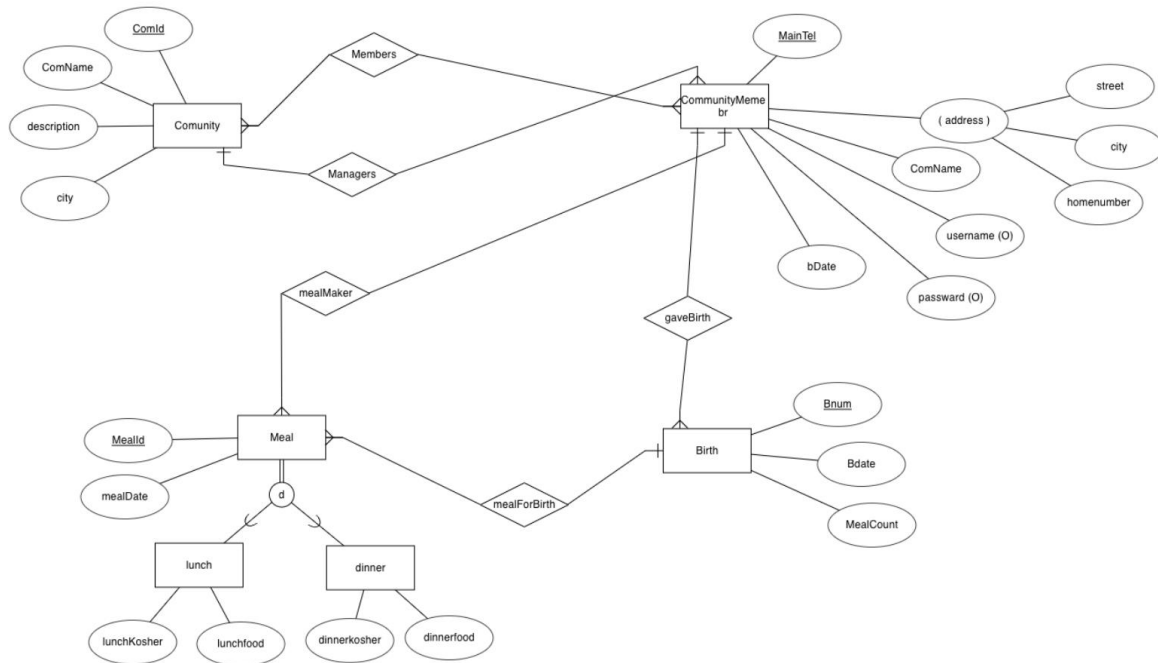 ComId
Members
MainTel
ComName
street
Comunity
CommunityMeme
br
description
( address )
city
Managers
ComName
city
homenumber
username (O)
bDate
mealMaker
passward (O)
gaveBirth
Bnum
MealId
Meal
Birth
Bdate
mealDate
d
mealForBirth
MealCount
lunch
dinner
lunchKosher
lunchfood
dinnerkosher
dinnerfood